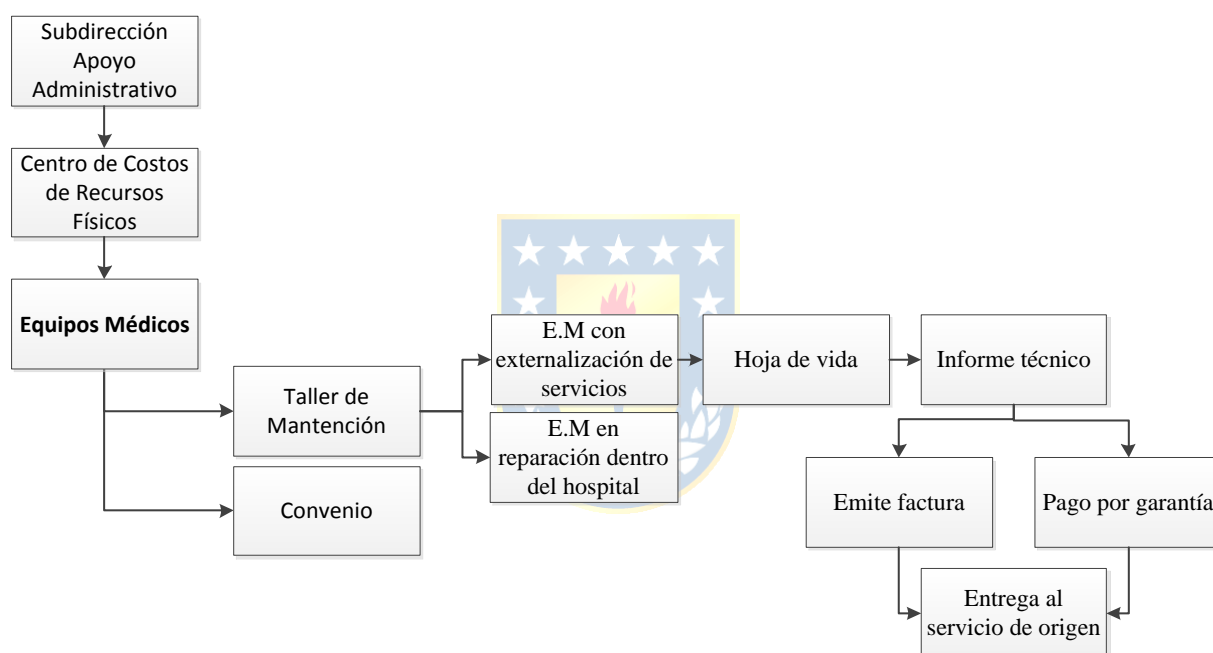 Subdirección
Apoyo
Administrativo
Centro de Costos
de Recursos
Físicos
Equipos Médicos
Taller de
Mantención
Convenio
E.M con
externalización de
servicios
E.M en
reparación dentro
del hospital
Hoja de vida
Informe técnico
Emite factura
Pago por garantía
Entrega al
servicio de origen